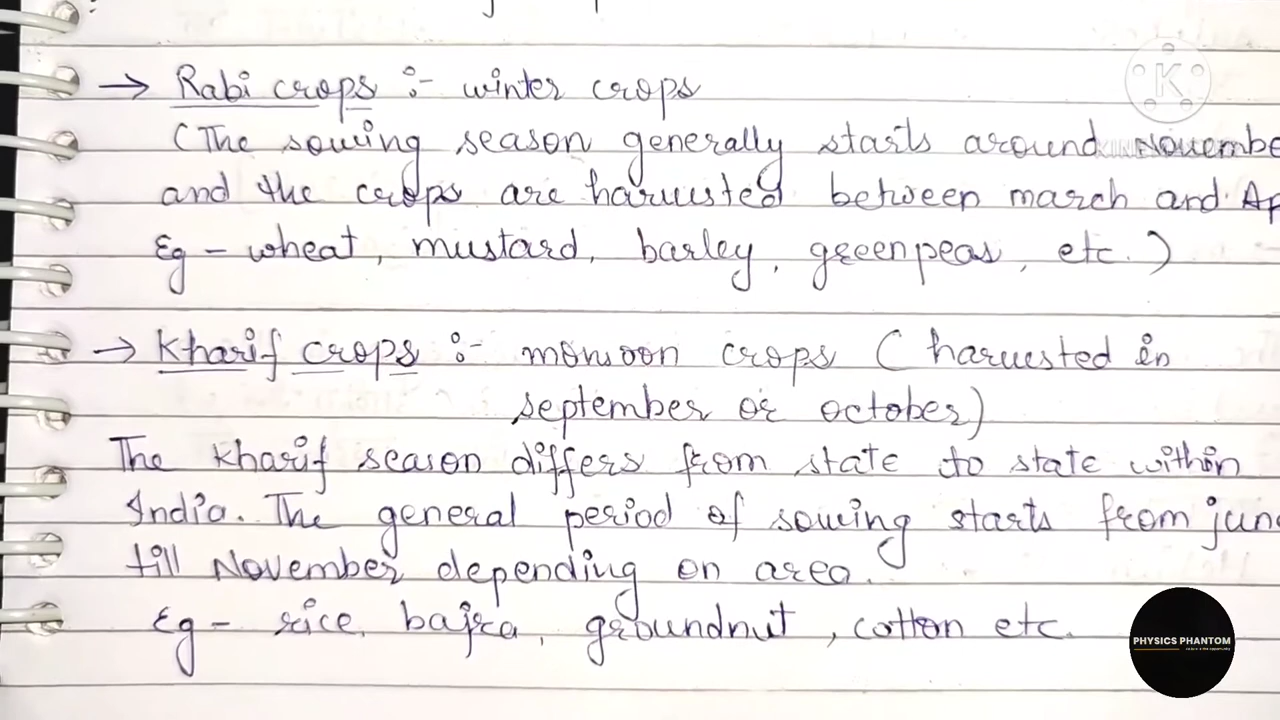 → Rabi crops :- winter crops
(The sowing season generally starts around Novembe
and the crops are harvested between march and Ap
Eg - wheat, mustard, barley, greenpeas, etc.)
→ Kharif crops :- monsoon crops (harvested in
september or october)
The kharif season differs from state to state within
India. The general period of sowing starts from jun
till November depending on area.
Eg - rice, bajra, groundnut, cotton etc.
K
PHYSICS PHANTOM